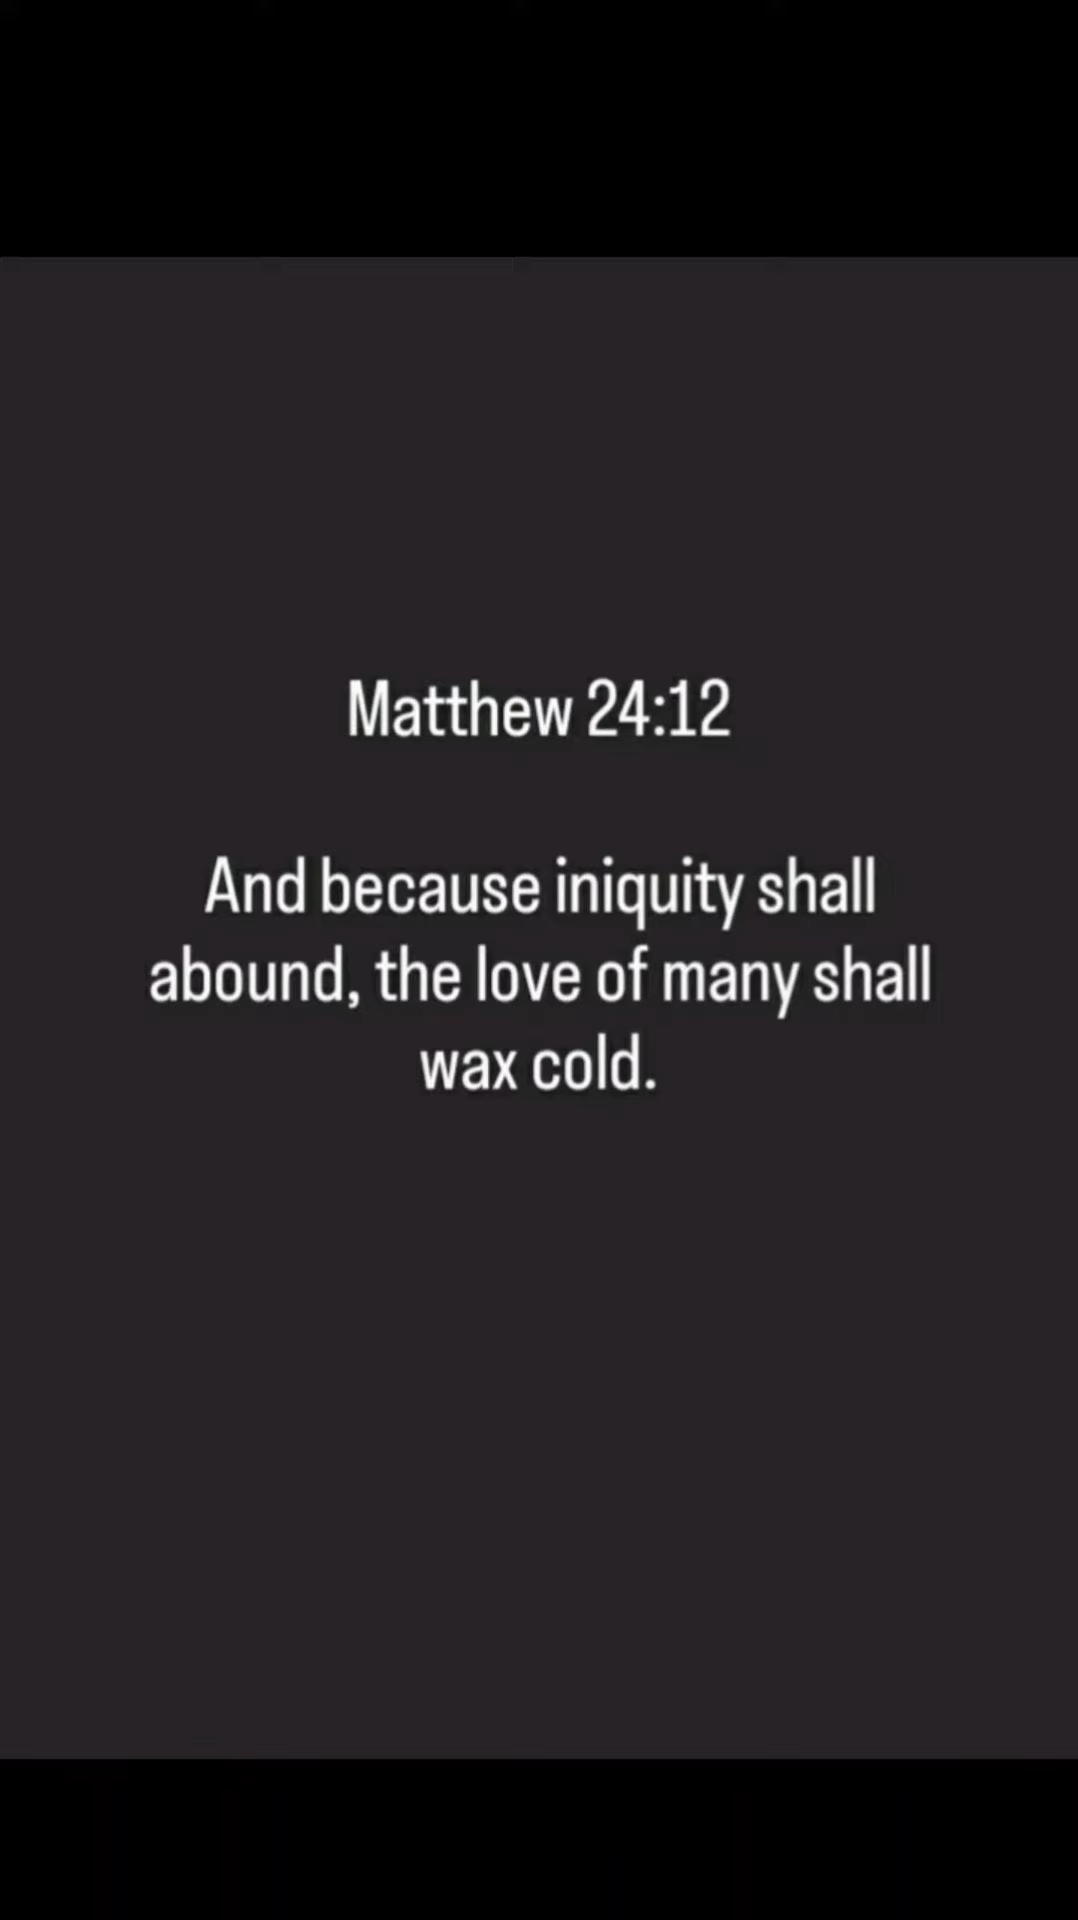 Matthew 24:12
And because iniquity shall
abound, the love of many shall
wax cold.